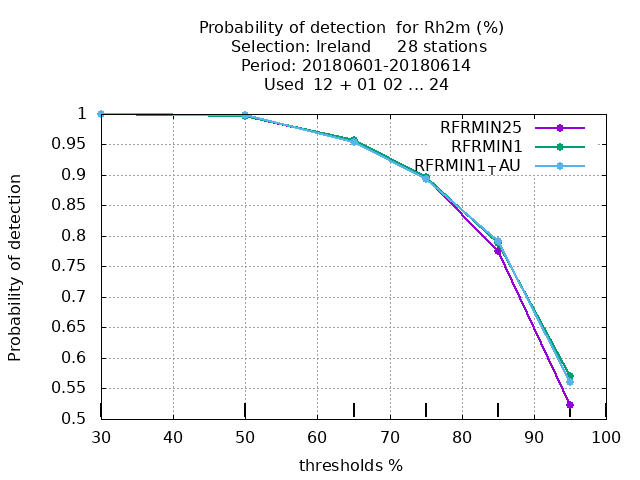 Probability of detection for Rh2m (%)
Selection: Ireland 28 stations
Period: 20180601-20180614
Used 12 + 01 02 ... 24
RFRMIN25
RFRMIN1
RFRMIN1TAU
1
0.95
0.9
0.85
0.8
0.75
0.7
0.65
0.6
0.55
0.5
Probability of detection
30 40 50 60 70 80 90 100
thresholds %